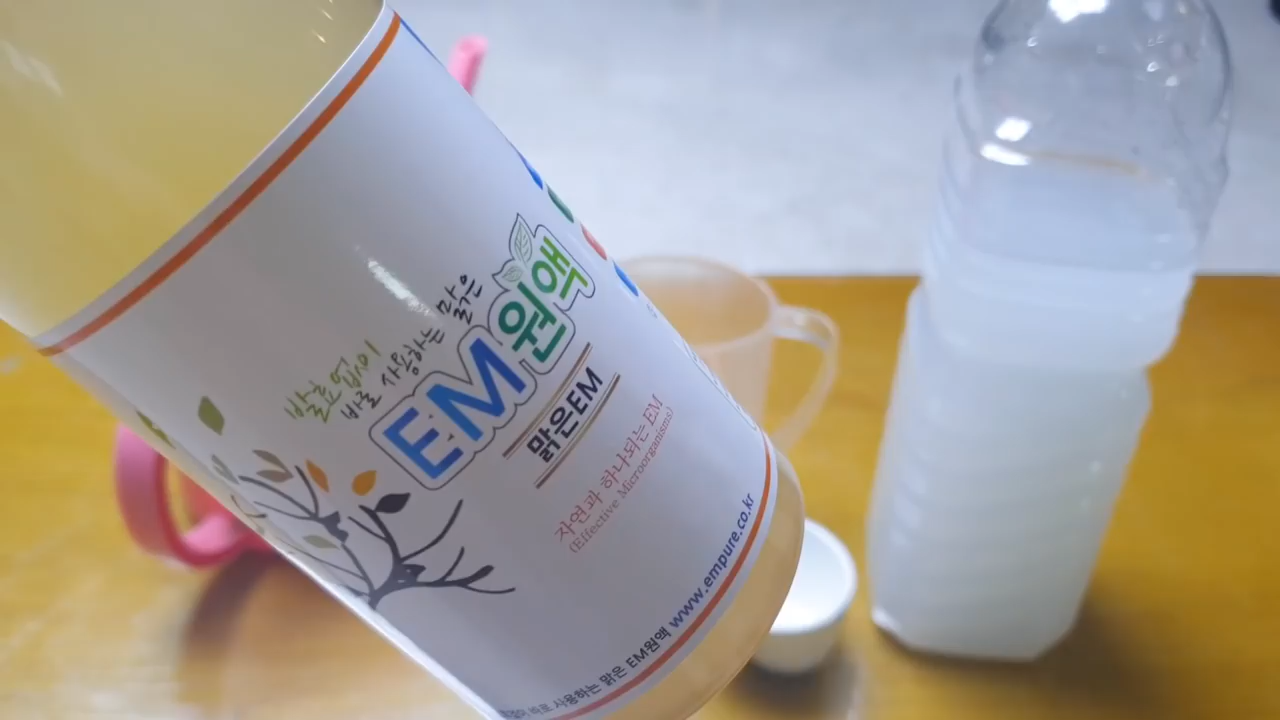 발효 없이
바로 사용하는 맑은
EM원액
맑은EM
자연과 하나되는 EM
(Effective Microorganisms)
바로 사용하는 맑은 EM원액 www.empure.co.kr